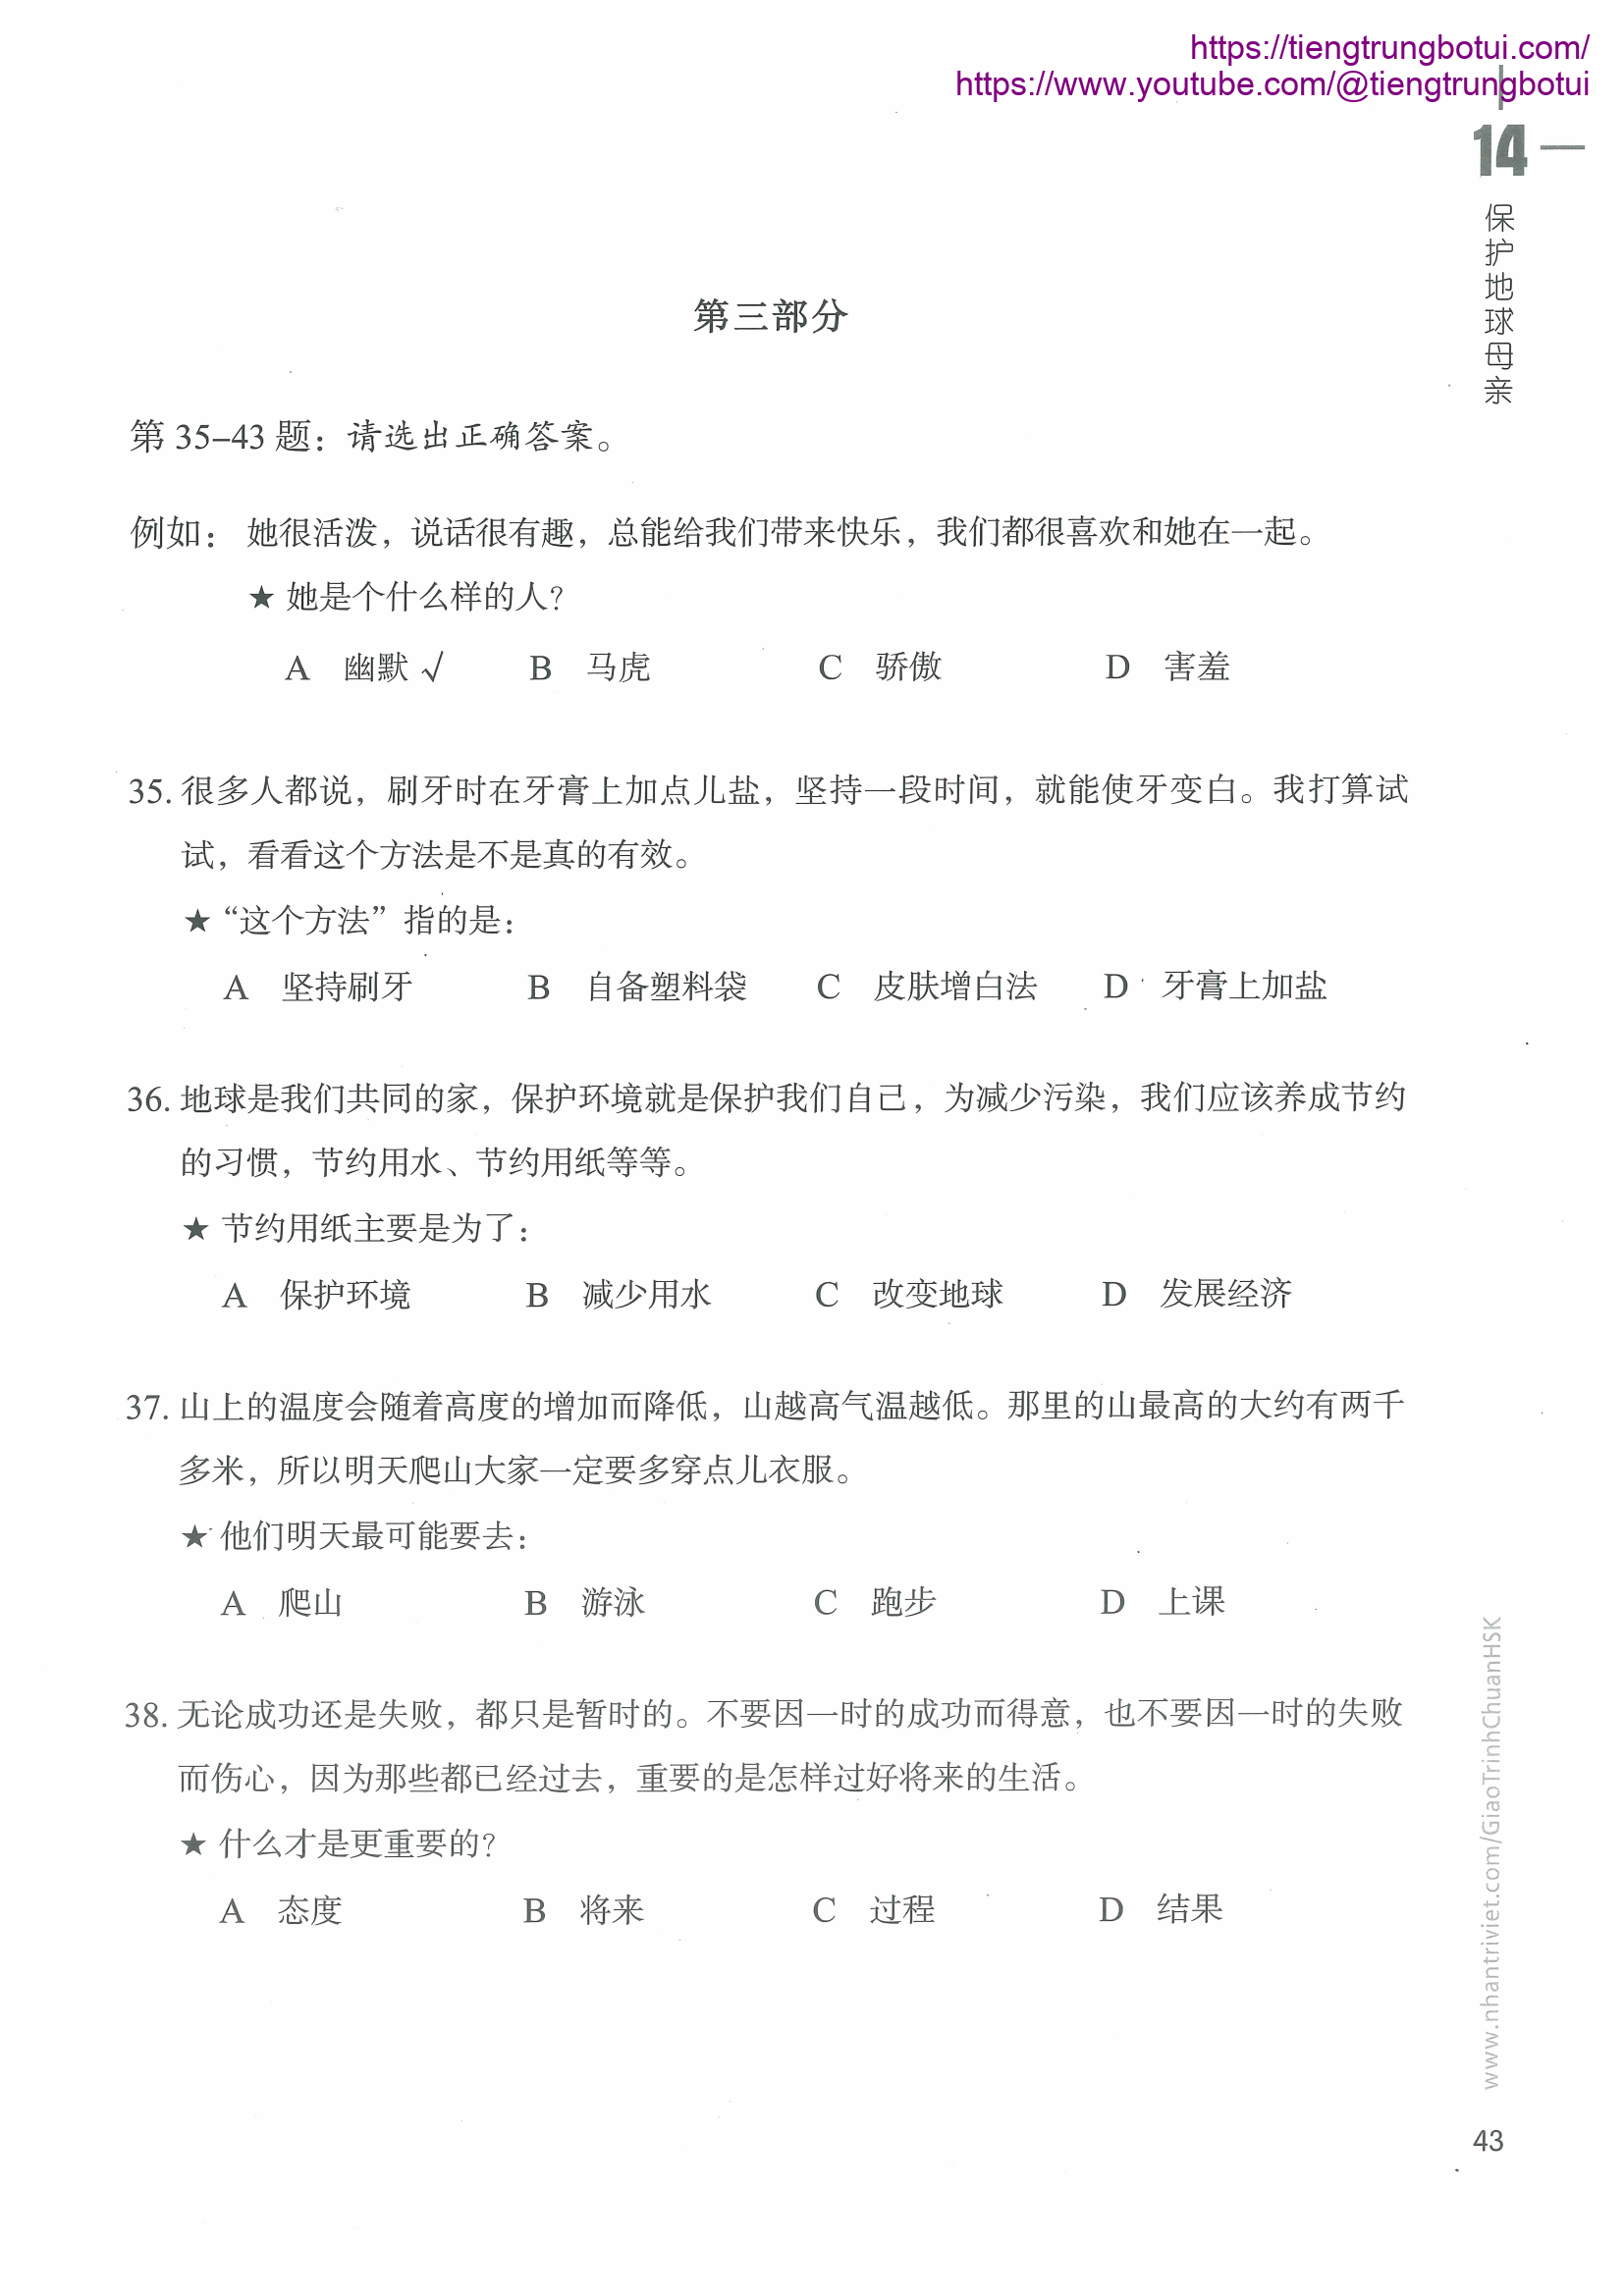 https://tiengtrungbotui.com/
https://www.youtube.com/@tiengtrungbotui
14
保护地球母亲
第三部分
第 35–43 题：请选出正确答案。
例如： 她很活泼，说话很有趣，总能给我们带来快乐，我们都很喜欢和她在一起。
★ 她是个什么样的人？
A 幽默 √ B 马虎 C 骄傲 D 害羞
35. 很多人都说，刷牙时在牙膏上加点儿盐，坚持一段时间，就能使牙变白。我打算试
试，看看这个方法是不是真的有效。
★ “这个方法”指的是：
A 坚持刷牙 B 自备塑料袋 C 皮肤增白法 D 牙膏上加盐
36. 地球是我们共同的家，保护环境就是保护我们自己，为减少污染，我们应该养成节约
的习惯，节约用水、节约用纸等等。
★ 节约用纸主要是为了：
A 保护环境 B 减少用水 C 改变地球 D 发展经济
37. 山上的温度会随着高度的增加而降低，山越高气温越低。那里的山最高的大约有两千
多米，所以明天爬山大家一定要多穿点儿衣服。
★ 他们明天最可能要去：
A 爬山 B 游泳 C 跑步 D 上课
38. 无论成功还是失败，都只是暂时的。不要因一时的成功而得意，也不要因一时的失败
而伤心，因为那些都已经过去，重要的是怎样过好将来的生活。
★ 什么才是更重要的？
A 态度 B 将来 C 过程 D 结果
www.nhantriviet.com/GiaoTrinhChuanHSK
43